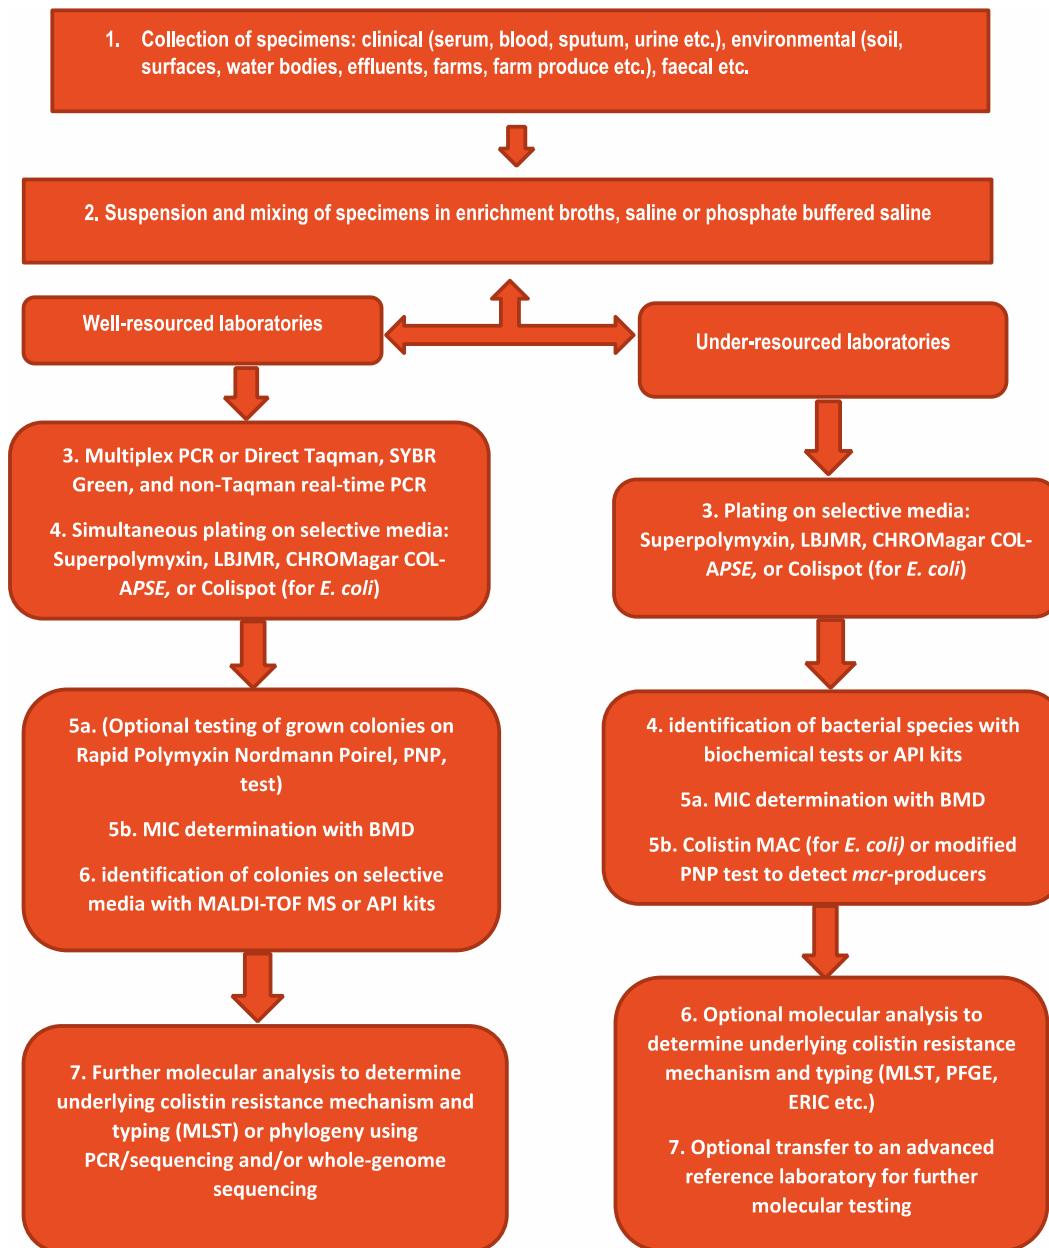 1. Collection of specimens: clinical (serum, blood, sputum, urine etc.), environmental (soil,
surfaces, water bodies, effluents, farms, farm produce etc.), faecal etc.
2. Suspension and mixing of specimens in enrichment broths, saline or phosphate buffered saline
Well-resourced laboratories
3. Multiplex PCR or Direct Taqman, SYBR
Green, and non-Taqman real-time PCR
4. Simultaneous plating on selective media:
Superpolymyxin, LBJMR, CHROMagar COL-
APSE, or Colispot (for E. coli)
5a. (Optional testing of grown colonies on
Rapid Polymyxin Nordmann Poirel, PNP,
test)
5b. MIC determination with BMD
6. identification of colonies on selective
media with MALDI-TOF MS or API kits
7. Further molecular analysis to determine
underlying colistin resistance mechanism and
typing (MLST) or phylogeny using
PCR/sequencing and/or whole-genome
sequencing
Under-resourced laboratories
3. Plating on selective media:
Superpolymyxin, LBJMR, CHROMagar COL-
APSE, or Colispot (for E. coli)
4. identification of bacterial species with
biochemical tests or API kits
5a. MIC determination with BMD
5b. Colistin MAC (for E. coli) or modified
PNP test to detect mcr-producers
6. Optional molecular analysis to
determine underlying colistin resistance
mechanism and typing (MLST, PFGE,
ERIC etc.)
7. Optional transfer to an advanced
reference laboratory for further
molecular testing